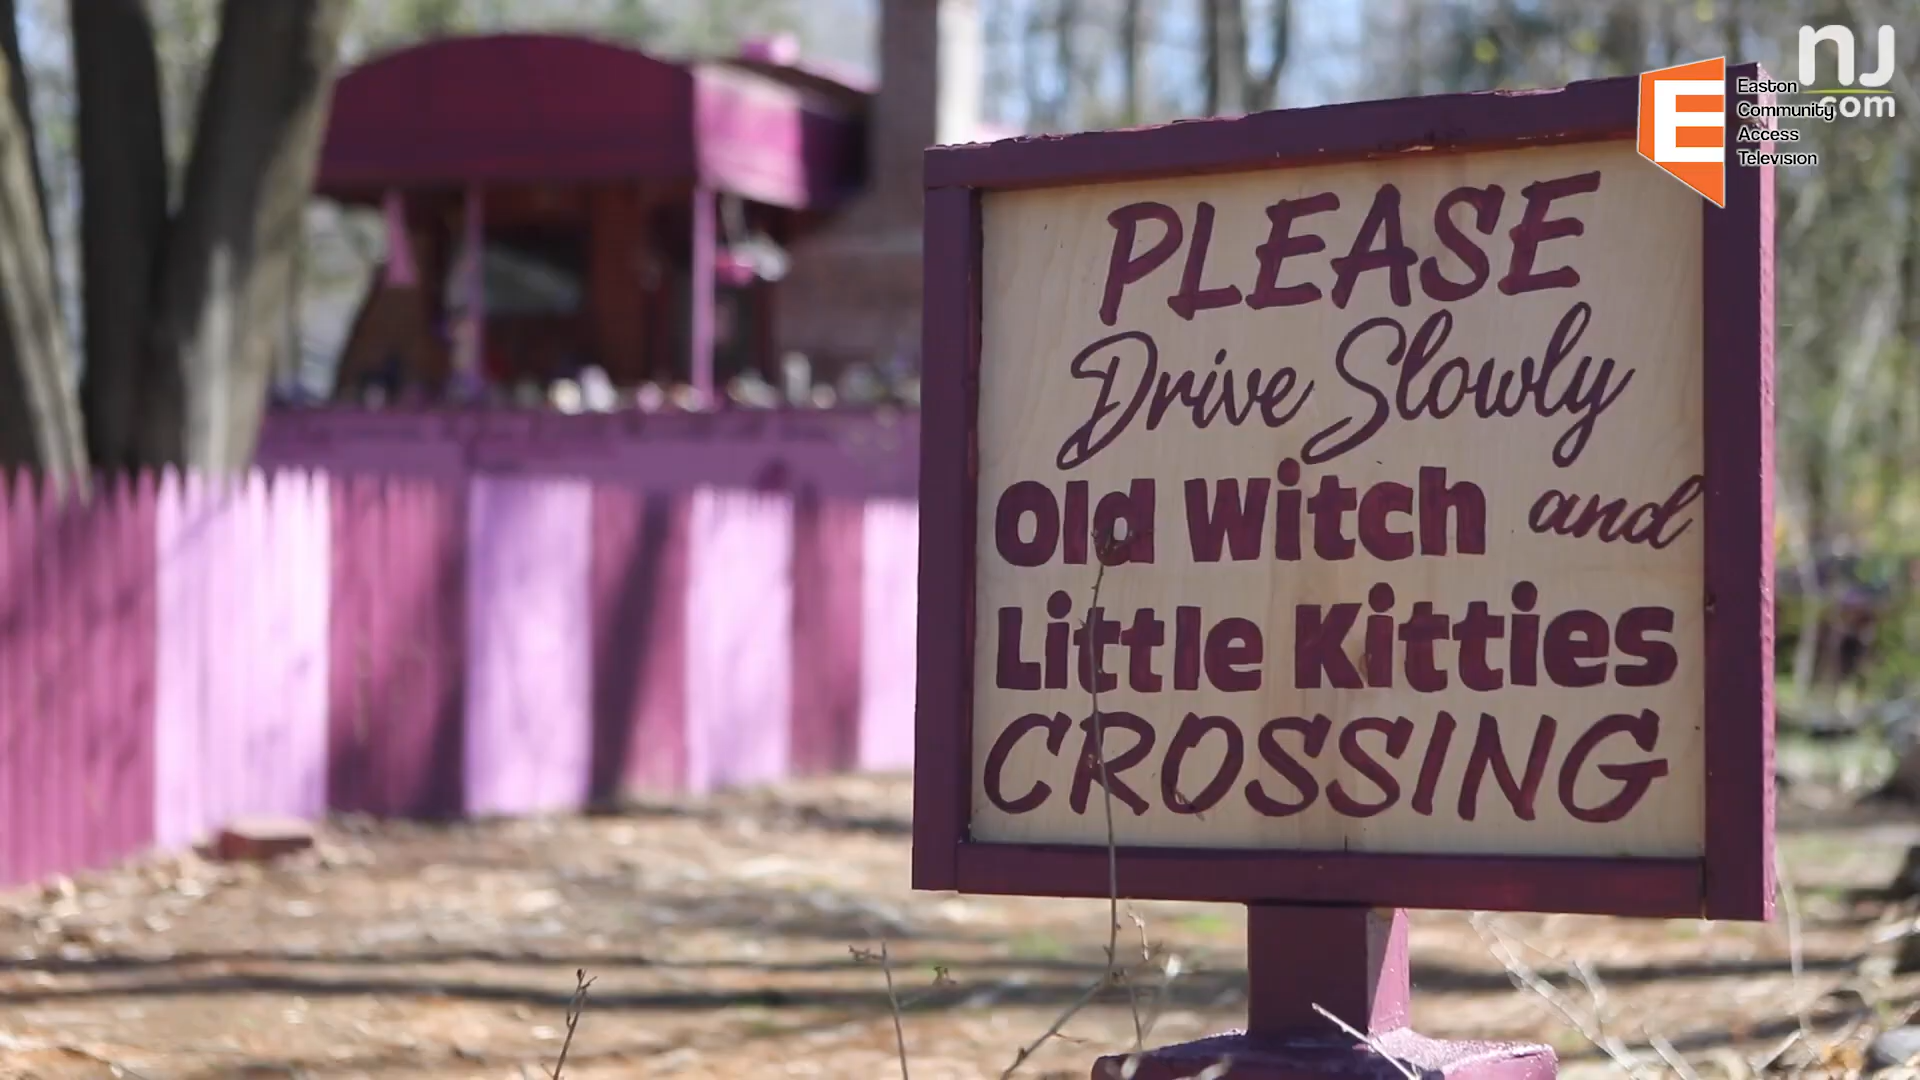 nj
.com
Easton
Community
Access
Television
E
PLEASE
Drive Slowly
Old Witch and
Little Kitties
CROSSING